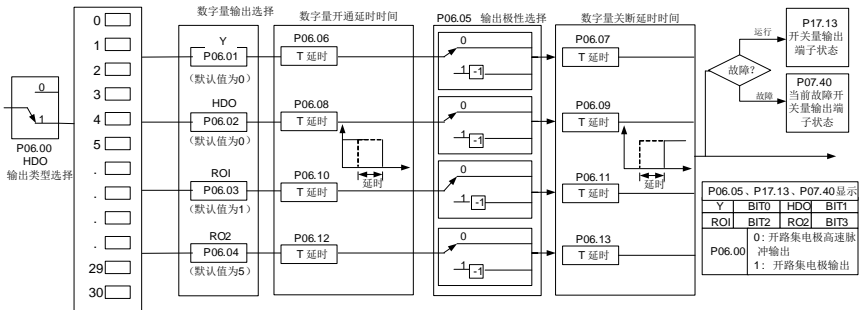 数字量输出选择
数字量开通延时时间
P06.05 输出极性选择
数字量关断延时时间
0
1
2
3
4
5
.
.
.
.
29
30
0
1
P06.00
HDO
输出类型选择
Y
P06.01
(默认值为0)
HDO
P06.02
(默认值为0)
ROI
P06.03
(默认值为1)
RO2
P06.04
(默认值为5)
P06.06
T 延时
P06.08
T 延时
延时
P06.10
T 延时
P06.12
T 延时
0
1 -1
0
1 -1
0
1 -1
0
1 -1
P06.07
T 延时
P06.09
T 延时
延时
P06.11
T 延时
P06.13
T 延时
故障?
运行
故障
P17.13
开关量输出
端子状态
P07.40
当前故障开
关量输出端
子状态
P06.05、P17.13、P07.40显示
Y BIT0 HDO BIT1
ROI BIT2 RO2 BIT3
P06.00
0: 开路集电极高速脉
冲输出
1: 开路集电极输出